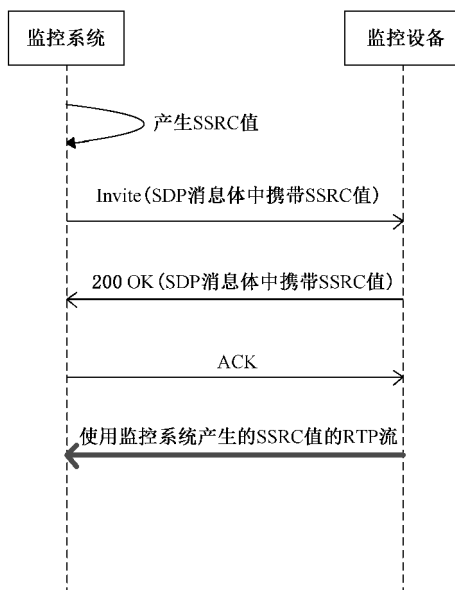 监控系统
监控设备
产生SSRC值
Invite(SDP消息体中携带SSRC值)
200 OK(SDP消息体中携带SSRC值)
ACK
使用监控系统产生的SSRC值的RTP流